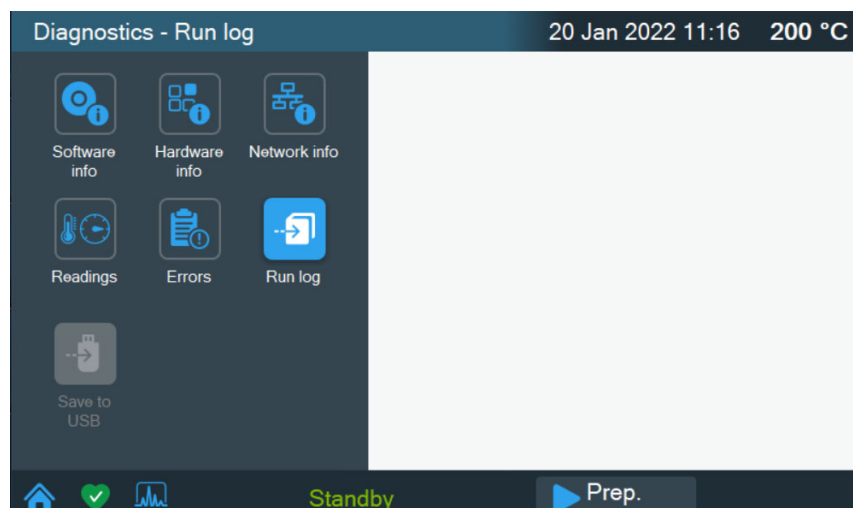 Diagnostics - Run log
20 Jan 2022 11:16
200 °C
Software
info
Hardware
info
Network info
Readings
Errors
Run log
Save to
USB
Standby
Prep.